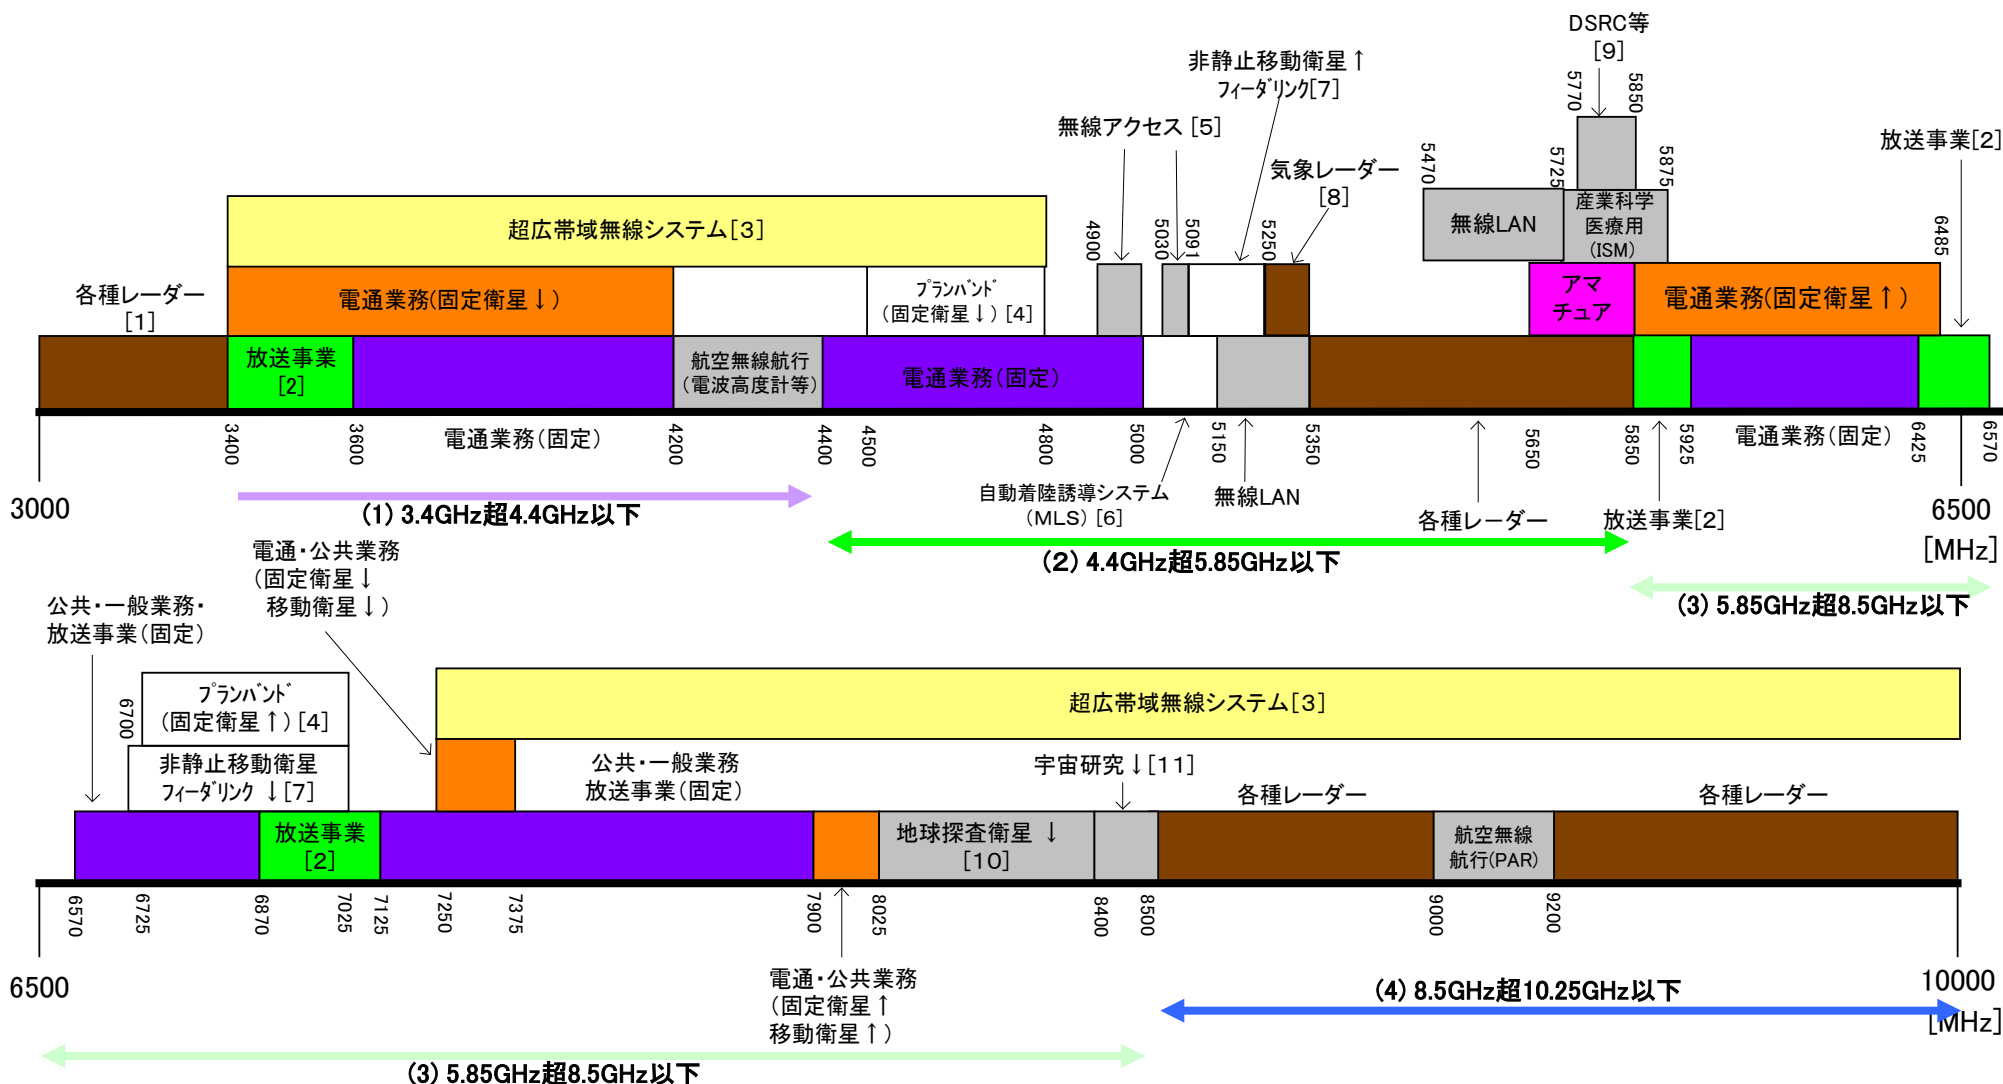 DSRC等
[9]
5770
5850
非静止移動衛星↑
フィーダリンク[7]
無線アクセス [5]
放送事業[2]
気象レーダー
[8]
5470
5725
5875
産業科学
医療用
(ISM)
無線LAN
超広帯域無線システム[3]
4900
5030
5091
5250
6485
各種レーダー
[1]
電通業務(固定衛星↓)
プランバンド
(固定衛星↓) [4]
アマ
チュア
電通業務(固定衛星↑)
放送事業
[2]
航空無線航行
(電波高度計等)
電通業務(固定)
3400
3600
電通業務(固定)
4200
4400
4500
4800
5000
5150
5350
5650
5850
5925
電通業務(固定)
6425
6570
自動着陸誘導システム
(MLS) [6]
無線LAN
各種レーダー
放送事業[2]
3000
6500
[MHz]
(1) 3.4GHz超4.4GHz以下
(2) 4.4GHz超5.85GHz以下
(3) 5.85GHz超8.5GHz以下
電通・公共業務
(固定衛星↓
移動衛星↓)
公共・一般業務・
放送事業(固定)
6700
プランバンド
(固定衛星↑) [4]
非静止移動衛星
フィーダリンク ↓[7]
超広帯域無線システム[3]
公共・一般業務
放送事業(固定)
宇宙研究↓[11]
各種レーダー
各種レーダー
放送事業
[2]
地球探査衛星 ↓
[10]
航空無線
航行(PAR)
6570
6725
6870
7025
7125
7250
7375
7900
8025
8400
8500
9000
9200
6500
10000
[MHz]
電通・公共業務
(固定衛星↑
移動衛星↑)
(4) 8.5GHz超10.25GHz以下
(3) 5.85GHz超8.5GHz以下